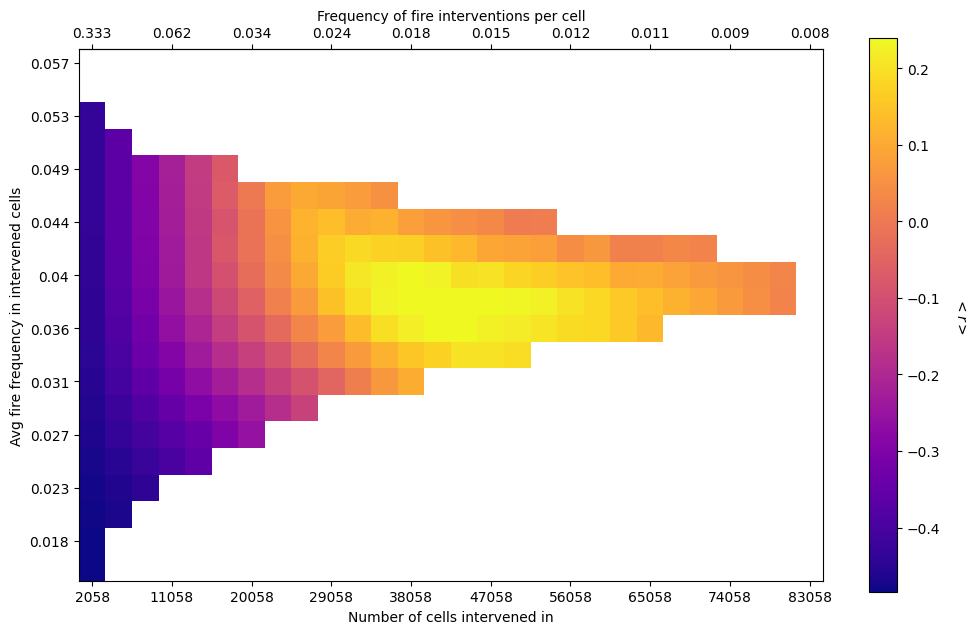 Frequency of fire interventions per cell
0.333 0.062 0.034 0.024 0.018 0.015 0.012 0.011 0.009 0.008
0.057
0.053
0.049
0.044
0.04
0.036
0.031
0.027
0.023
0.018
Avg fire frequency in intervened cells
2058 11058 20058 29058 38058 47058 56058 65058 74058 83058
Number of cells intervened in
0.2
0.1
0.0
−0.1
−0.2
−0.3
−0.4
< r >